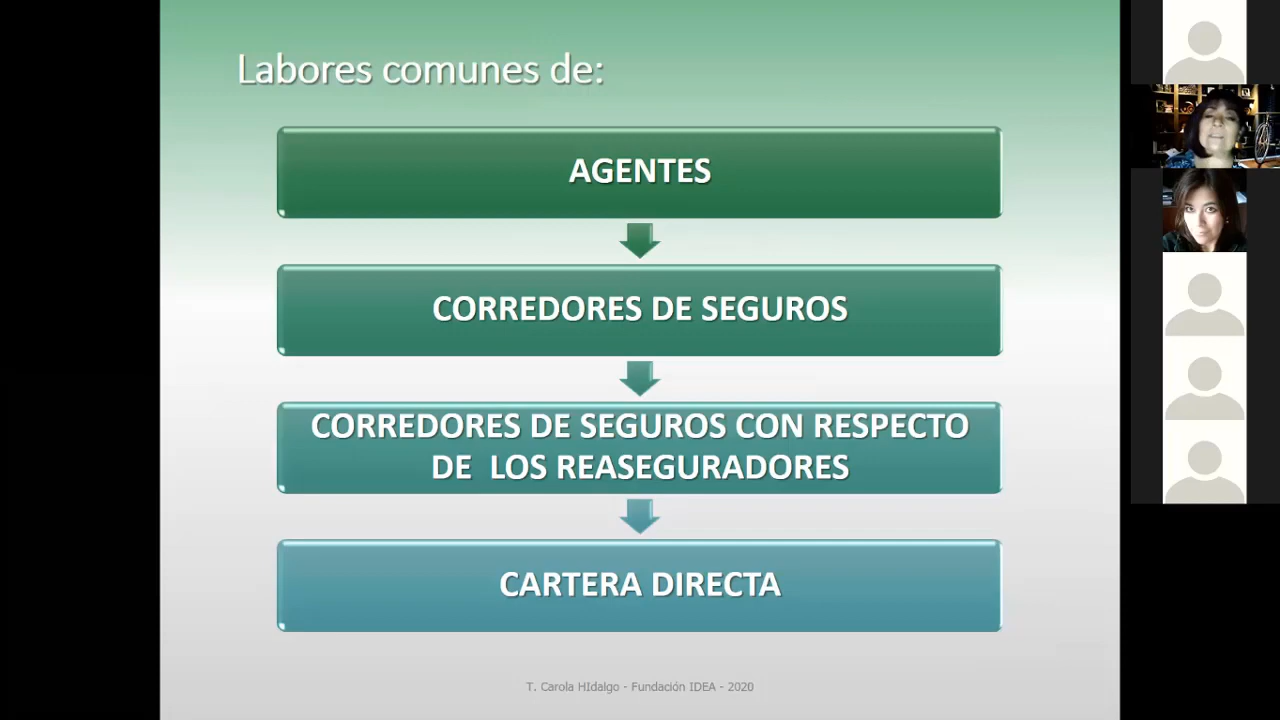 Labores comunes de:
AGENTES
CORREDORES DE SEGUROS
CORREDORES DE SEGUROS CON RESPECTO
DE LOS REASEGURADORES
CARTERA DIRECTA
T. Carola HIdalgo - Fundación IDEA - 2020